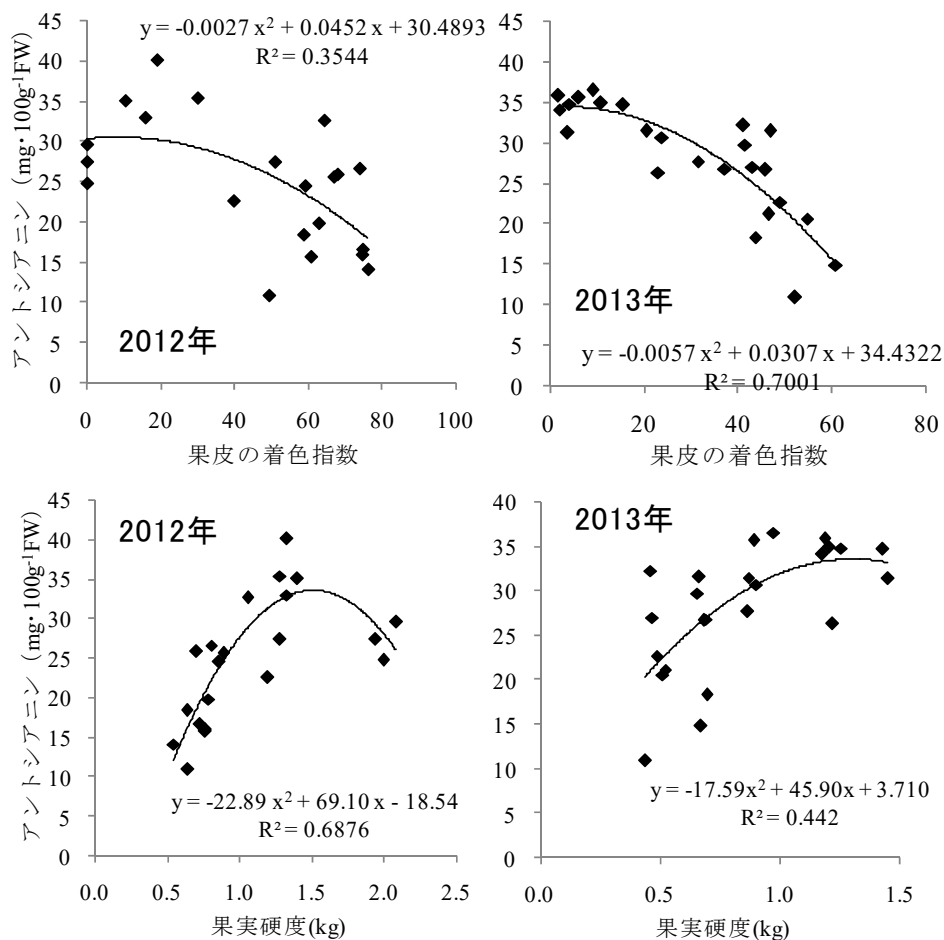 y = -0.0027 x² + 0.0452 x + 30.4893
R² = 0.3544
アントシアニン (mg・100g⁻¹FW)
45
40
35
30
25
20
15
10
5
0
2012年
0 20 40 60 80 100
果皮の着色指数
45
40
35
30
25
20
15
10
5
0
2013年
y = -0.0057 x² + 0.0307 x + 34.4322
R² = 0.7001
0 20 40 60 80
果皮の着色指数
アントシアニン (mg・100g⁻¹FW)
45
40
35
30
25
20
15
10
5
0
2012年
y = -22.89 x² + 69.10 x - 18.54
R² = 0.6876
0.0 0.5 1.0 1.5 2.0 2.5
果実硬度(kg)
40
35
30
25
20
15
10
5
0
2013年
y = -17.59x² + 45.90x + 3.710
R² = 0.442
0.0 0.5 1.0 1.5
果実硬度(kg)